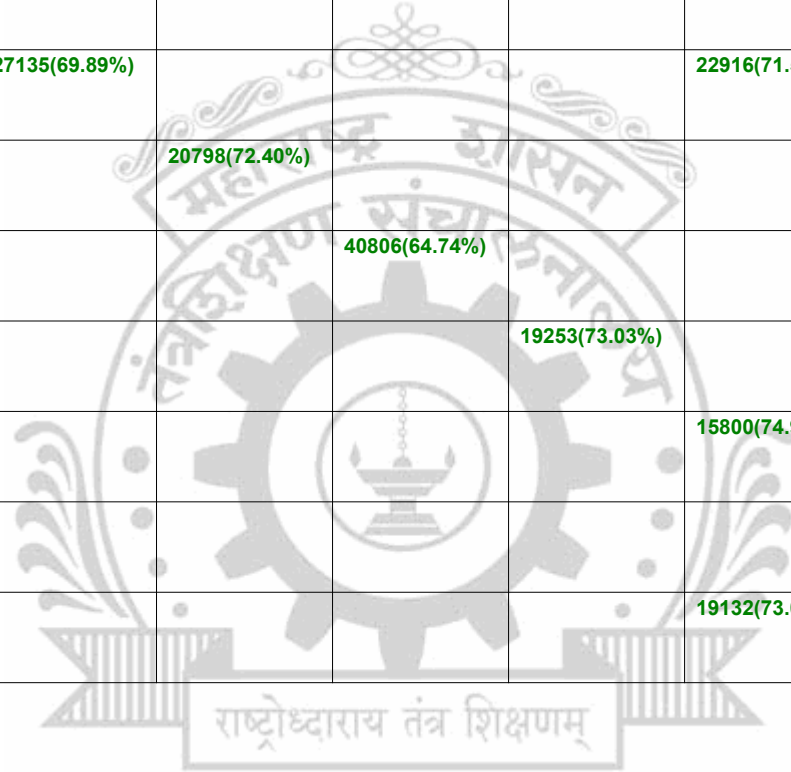 27135(69.89%) 22916(71.
महाराष्ट्र शासन
20798(72.40%)
तंत्रशिक्षण संचालनालय
40806(64.74%)
19253(73.03%)
15800(74.
19132(73.
राष्ट्रोध्दाराय तंत्र शिक्षणम्